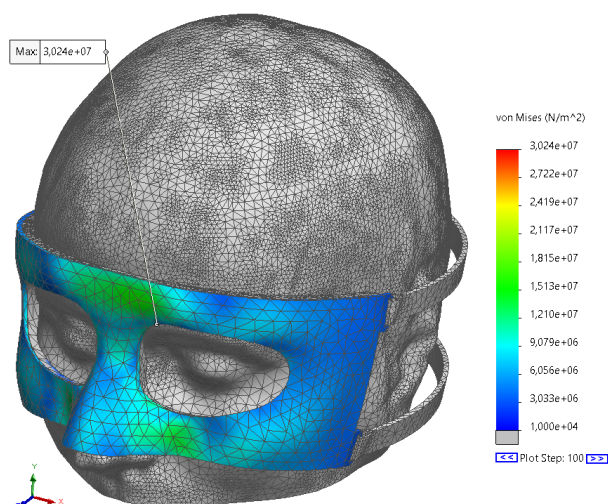 Max: 3,024e+07
von Mises (N/m^2)
3,024e+07
2,722e+07
2,419e+07
2,117e+07
1,815e+07
1,513e+07
1,210e+07
9,079e+06
6,056e+06
3,033e+06
1,000e+04
<< Plot Step: 100 >>
Y
X